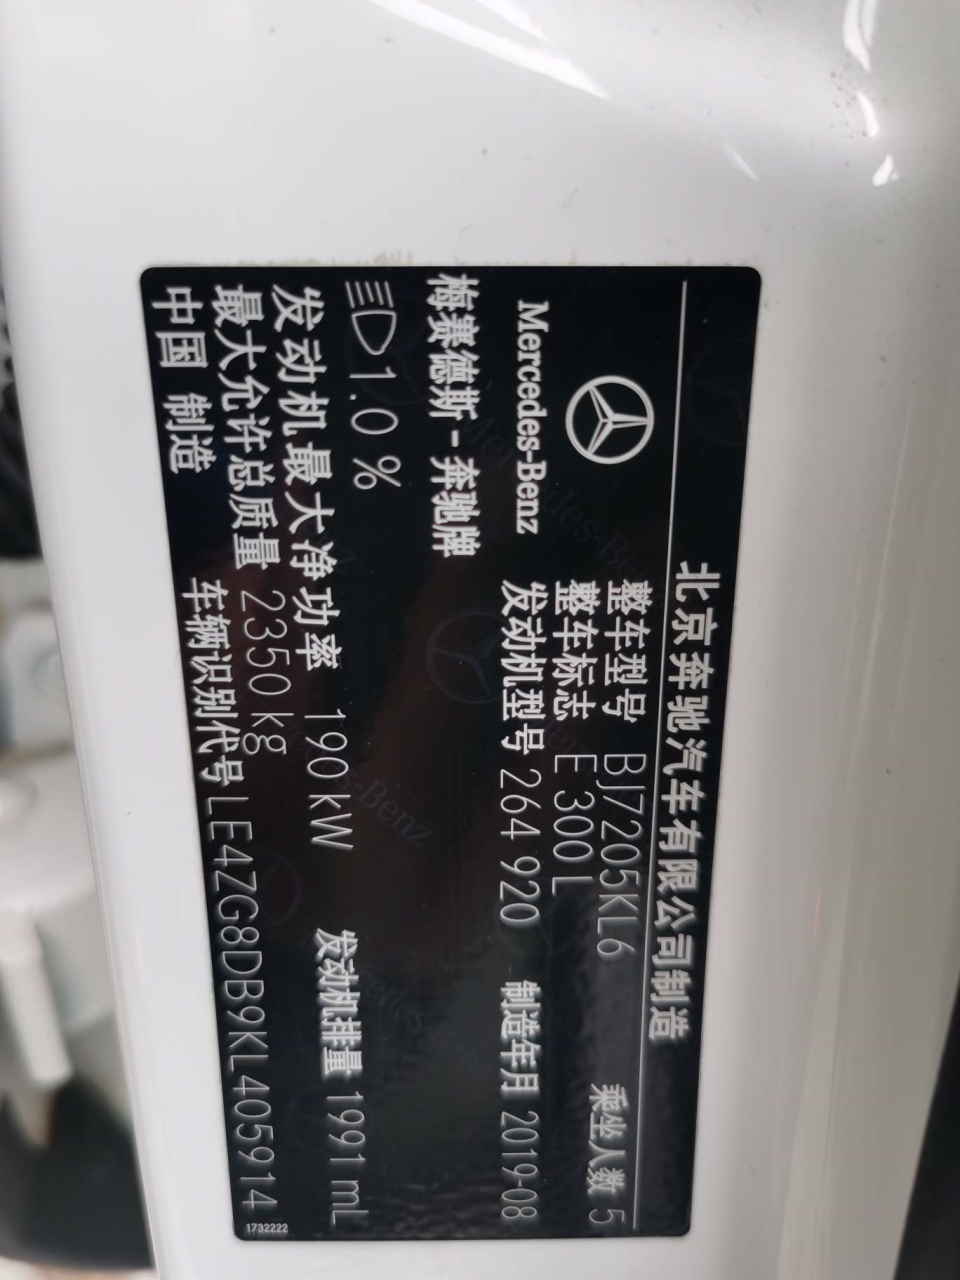 北京奔驰汽车有限公司制造
整车型号 BJ7205KL6 乘坐人数 5
整车标志 E 300 L
Mercedes-Benz 发动机型号 264 920 制造年月 2019-08
梅赛德斯-奔驰牌
1.0 %
发动机最大净功率 190 kW 发动机排量 1991 mL
最大允许总质量 2350 kg
中国 制造 车辆识别代号 LE4ZG8DB9KL405914
1732222